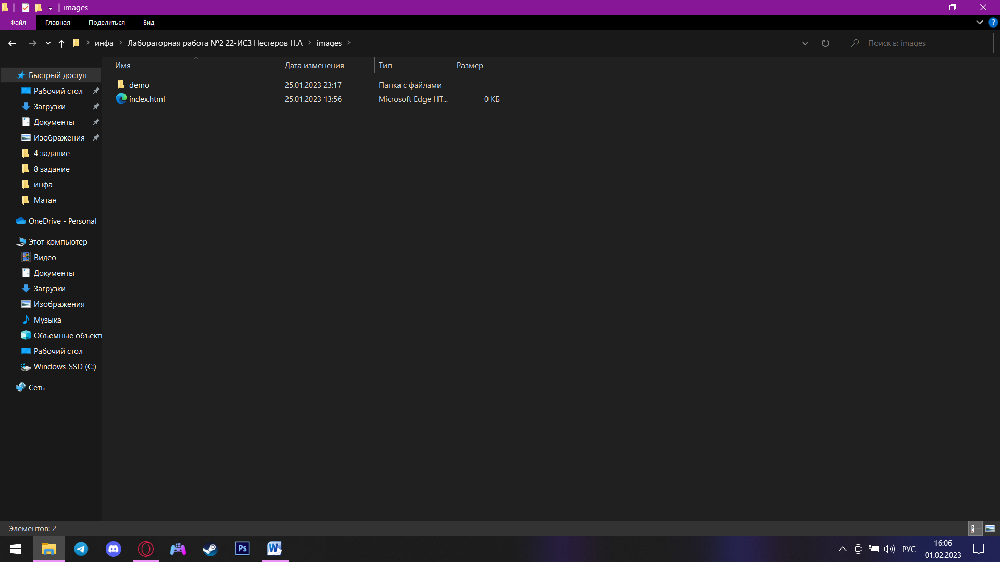 images
Файл Главная Поделиться Вид
инфа Лабораторная работа №2 22-ИС3 Нестеров Н.А images
Поиск в: images
Имя Дата изменения Тип Размер
demo 25.01.2023 23:17 Папка с файлами
index.html 25.01.2023 13:56 Microsoft Edge HT... 0 КБ
Быстрый доступ
Рабочий стол
Загрузки
Документы
Изображения
4 задание
8 задание
инфа
Матан
OneDrive - Personal
Этот компьютер
Видео
Документы
Загрузки
Изображения
Музыка
Объемные объект
Рабочий стол
Windows-SSD (C:)
Сеть
Элементов: 2
Ps
W
РУС
16:06
01.02.2023